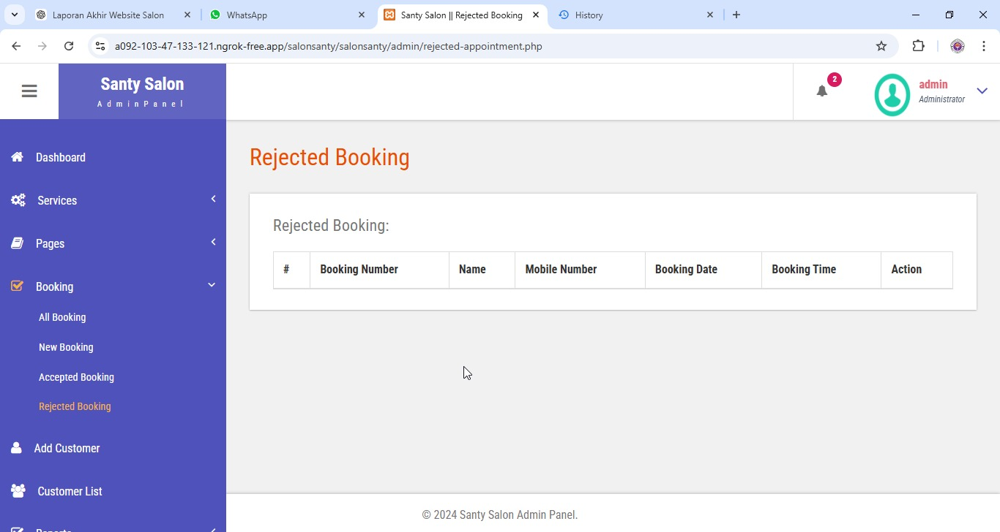 Laporan Akhir Website Salon
WhatsApp
Santy Salon || Rejected Booking
History
a092-103-47-133-121.ngrok-free.app/salonsanty/salonsanty/admin/rejected-appointment.php
Santy Salon
AdminPanel
2
admin
Administrator
Dashboard
Services
Pages
Booking
All Booking
New Booking
Accepted Booking
Rejected Booking
Add Customer
Customer List
Reports
Rejected Booking
Rejected Booking:
# Booking Number Name Mobile Number Booking Date Booking Time Action
© 2024 Santy Salon Admin Panel.